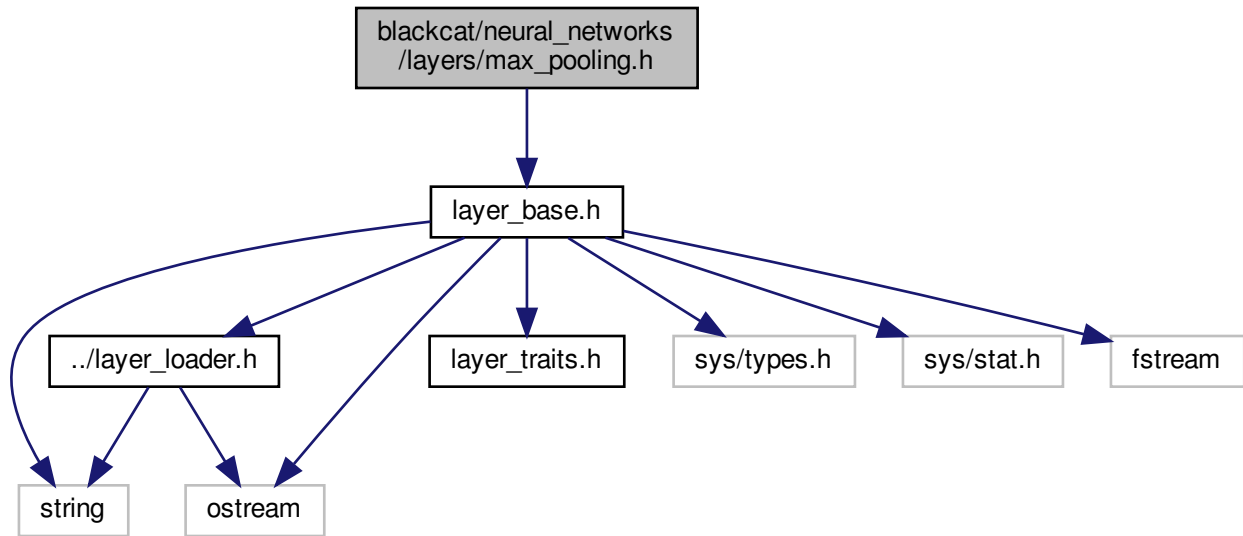 blackcat/neural_networks
/layers/max_pooling.h
layer_base.h
../layer_loader.h
layer_traits.h
sys/types.h
sys/stat.h
fstream
string
ostream